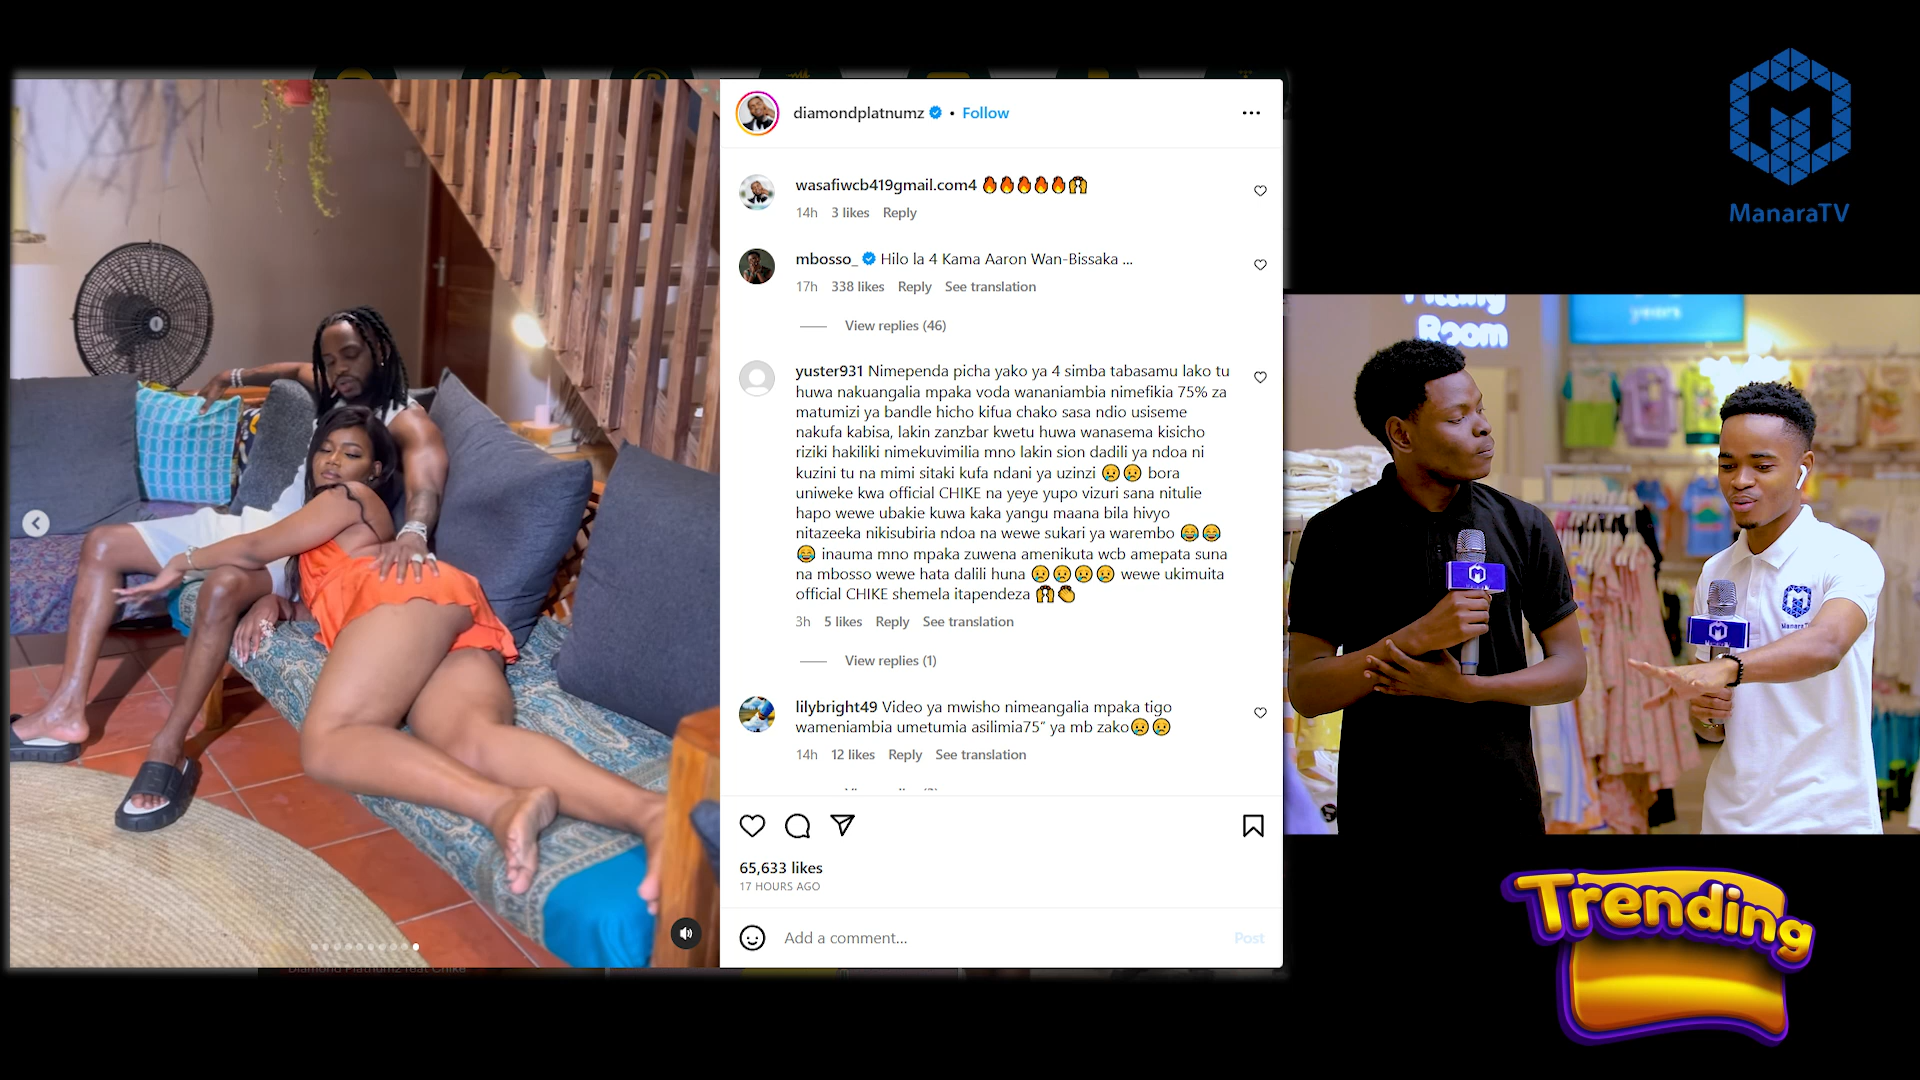 diamondplatnumz • Follow
wasafiwcb419gmail.com4 🔥🔥🔥🔥🔥🙌
14h 3 likes Reply
mbosso_ Hilo la 4 Kama Aaron Wan-Bissaka ...
17h 338 likes Reply See translation
View replies (46)
yuster931 Nimependa picha yako ya 4 simba tabasamu lako tu
huwa nakuangalia mpaka voda wananiambia nimefikia 75% za
matumizi ya bandle hicho kifua chako sasa ndio usiseme
nakufa kabisa, lakin zanzbar kwetu huwa wanasema kisicho
riziki hakiliki nimekuvimilia mno lakin sion dadili ya ndoa ni
kuzini tu na mimi sitaki kufa ndani ya uzinzi 😢😢 bora
uniweke kwa official CHIKE na yeye yupo vizuri sana nitulie
hapo wewe ubakie kuwa kaka yangu maana bila hivyo
nitazeeka nikisubiria ndoa na wewe sukari ya warembo 😂😂
😂 inauma mno mpaka zuwena amenikuta wcb amepata suna
na mbosso wewe hata dalili huna 😢😢😢😢 wewe ukimuita
official CHIKE shemela itapendeza 🙌👏
3h 5 likes Reply See translation
View replies (1)
lilybright49 Video ya mwisho nimeangalia mpaka tigo
wameniambia umetumia asilimia75” ya mb zako😢😢
14h 12 likes Reply See translation
65,633 likes
17 HOURS AGO
Add a comment...
Post
Diamond Platnumz feat Chike
ManaraTV
Fitting
Room
years
ManaraTV
Trending